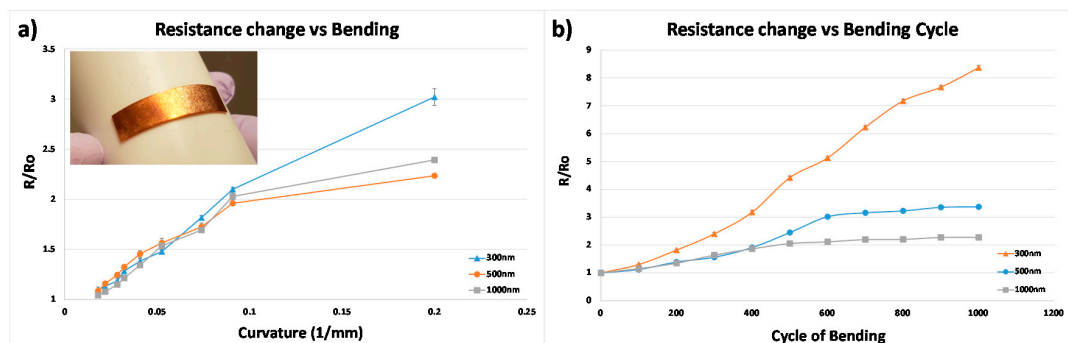 a)
Resistance change vs Bending
3.5
3
2.5
2
1.5
1
R/Ro
0
0.05
0.1
0.15
0.2
0.25
Curvature (1/mm)
300nm
500nm
1000nm
b)
Resistance change vs Bending Cycle
9
8
7
6
5
4
3
2
1
0
R/Ro
0
200
400
600
800
1000
1200
Cycle of Bending
300nm
500nm
1000nm